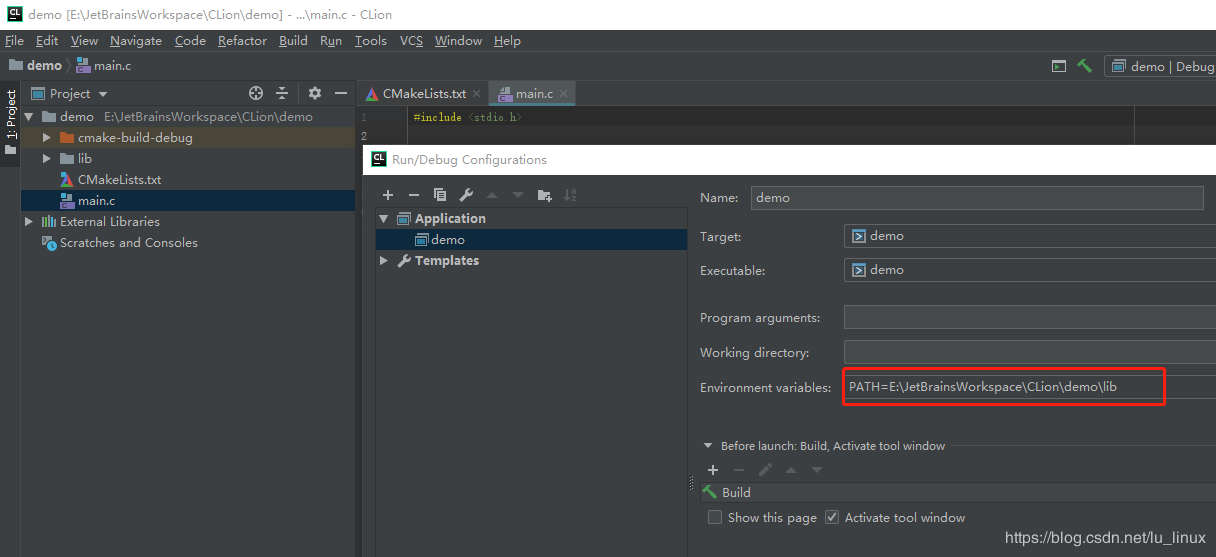 demo [E:\JetBrainsWorkspace\CLion\demo] - ...\main.c - CLion
File Edit View Navigate Code Refactor Build Run Tools VCS Window Help
demo main.c
demo | Debug
1: Project
Project
CMakeLists.txt
main.c
demo E:\JetBrainsWorkspace\CLion\demo
cmake-build-debug
lib
CMakeLists.txt
main.c
External Libraries
Scratches and Consoles
1 #include <stdio.h>
2
Run/Debug Configurations
Application
demo
Templates
Name: demo
Target: demo
Executable: demo
Program arguments:
Working directory:
Environment variables: PATH=E:\JetBrainsWorkspace\CLion\demo\lib
Before launch: Build, Activate tool window
Build
Show this page Activate tool window
https://blog.csdn.net/lu_linux